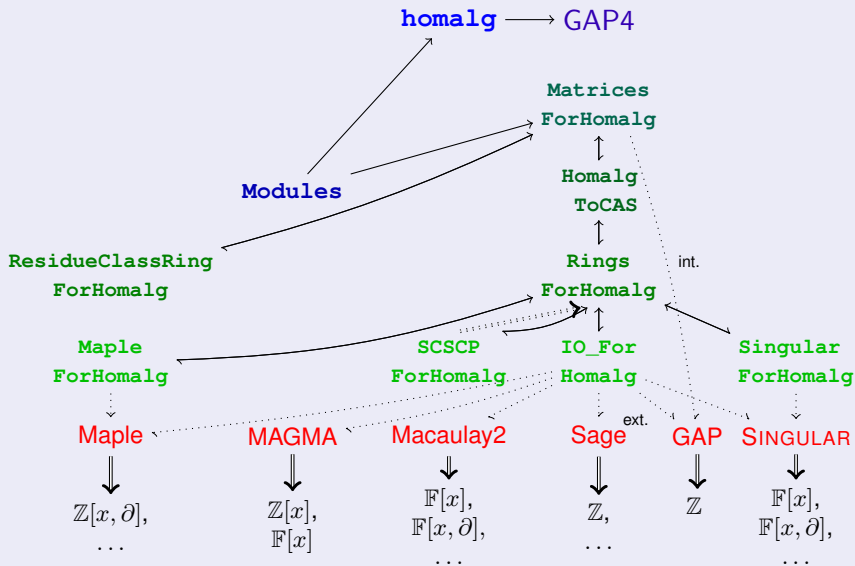 homalg GAP4
Matrices
ForHomalg
Homalg
ToCAS
Modules
ResidueClassRing
ForHomalg
Rings
ForHomalg
int.
Maple
ForHomalg
SCSCP
ForHomalg
IO_For
Homalg
Singular
ForHomalg
ext.
Maple MAGMA Macaulay2 Sage GAP SINGULAR
ℤ[x, ∂],
...
ℤ[x],
𝔽[x]
𝔽[x],
𝔽[x, ∂],
...
ℤ,
...
ℤ
𝔽[x],
𝔽[x, ∂],
...